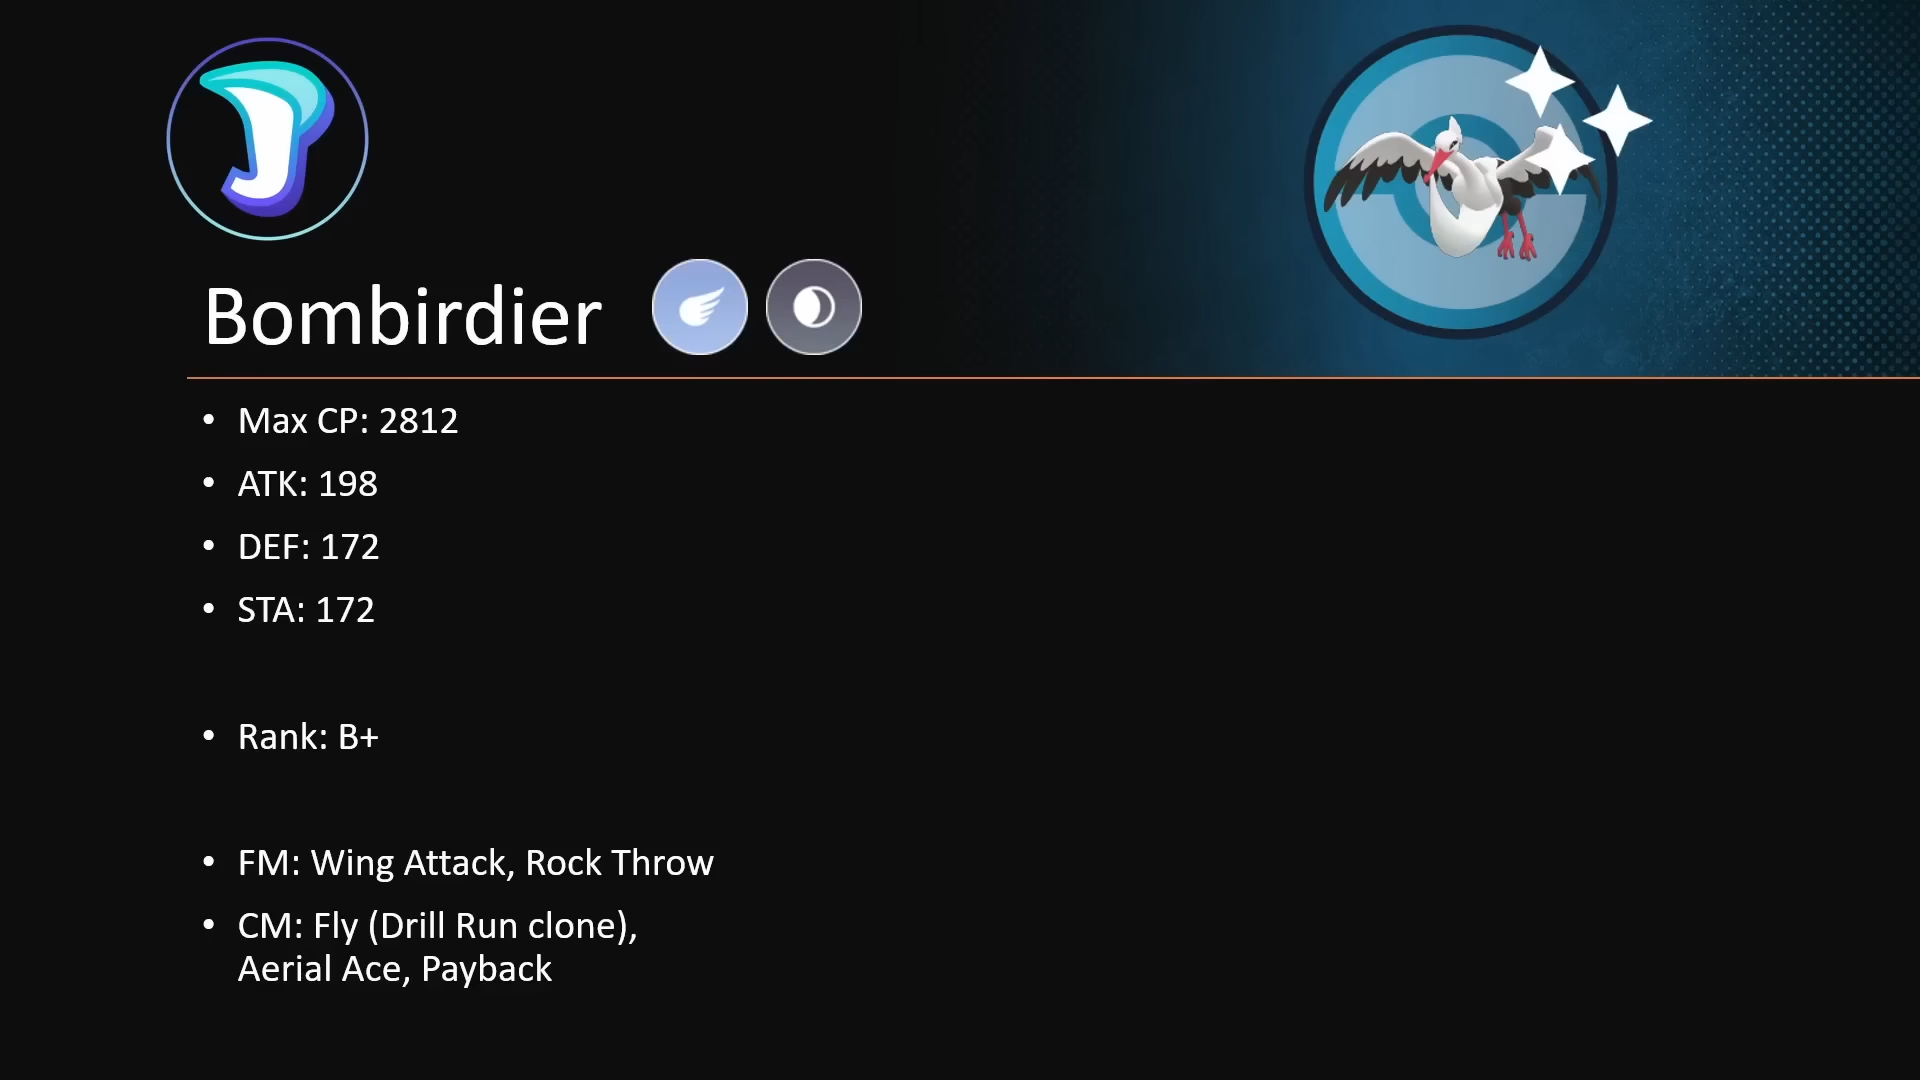 Bombirdier
• Max CP: 2812
• ATK: 198
• DEF: 172
• STA: 172
• Rank: B+
• FM: Wing Attack, Rock Throw
• CM: Fly (Drill Run clone),
Aerial Ace, Payback